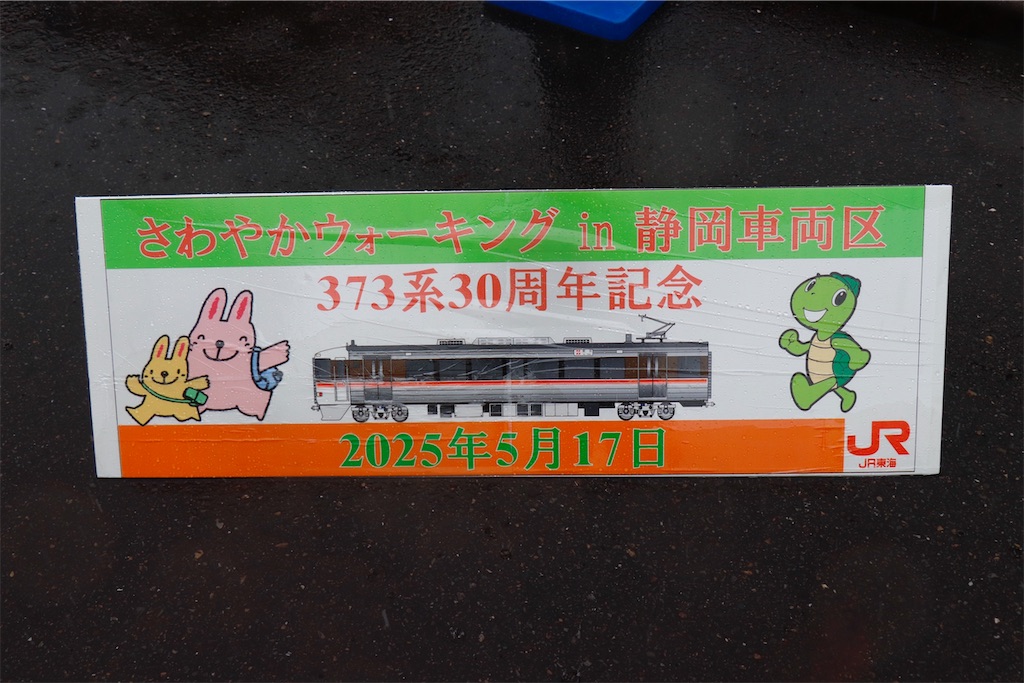 さわやかウォーキング in 静岡車両区
373系30周年記念
2025年5月17日
JR
JR東海